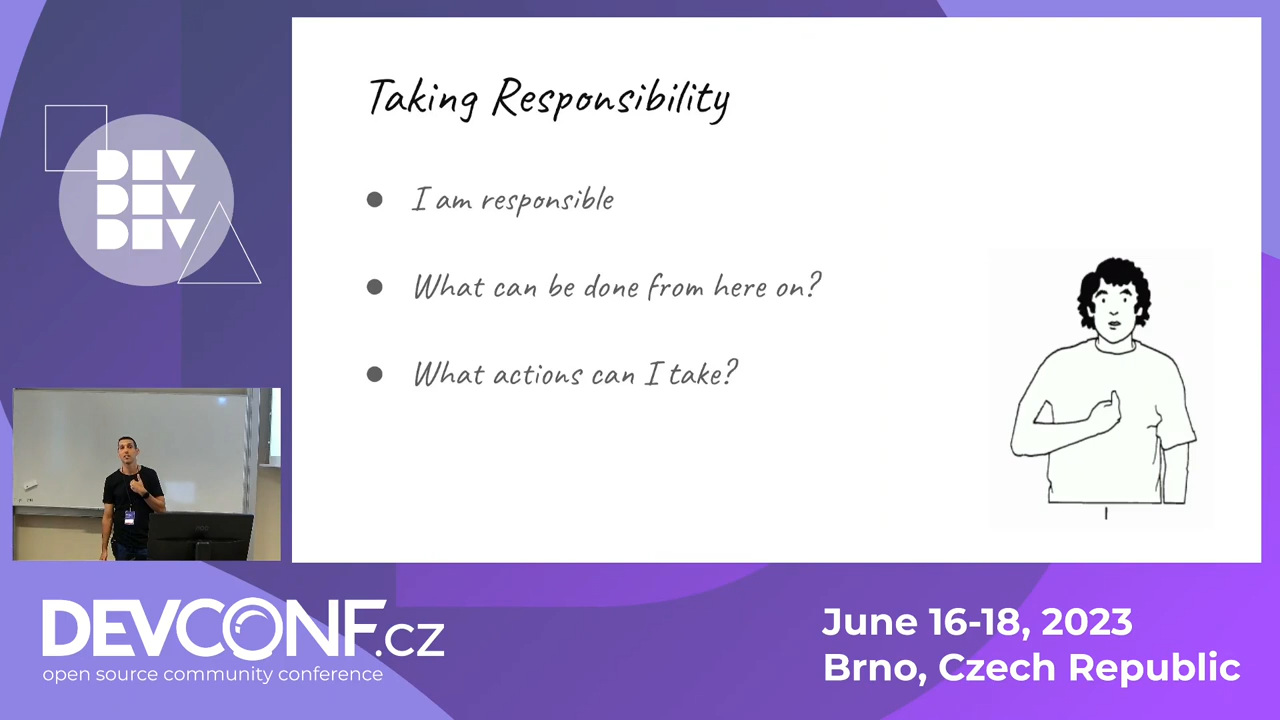 Taking Responsibility
● I am responsible
● What can be done from here on?
● What actions can I take?
I
DEV
DEV
DEV
DEVCONF.cz
open source community conference
June 16-18, 2023
Brno, Czech Republic